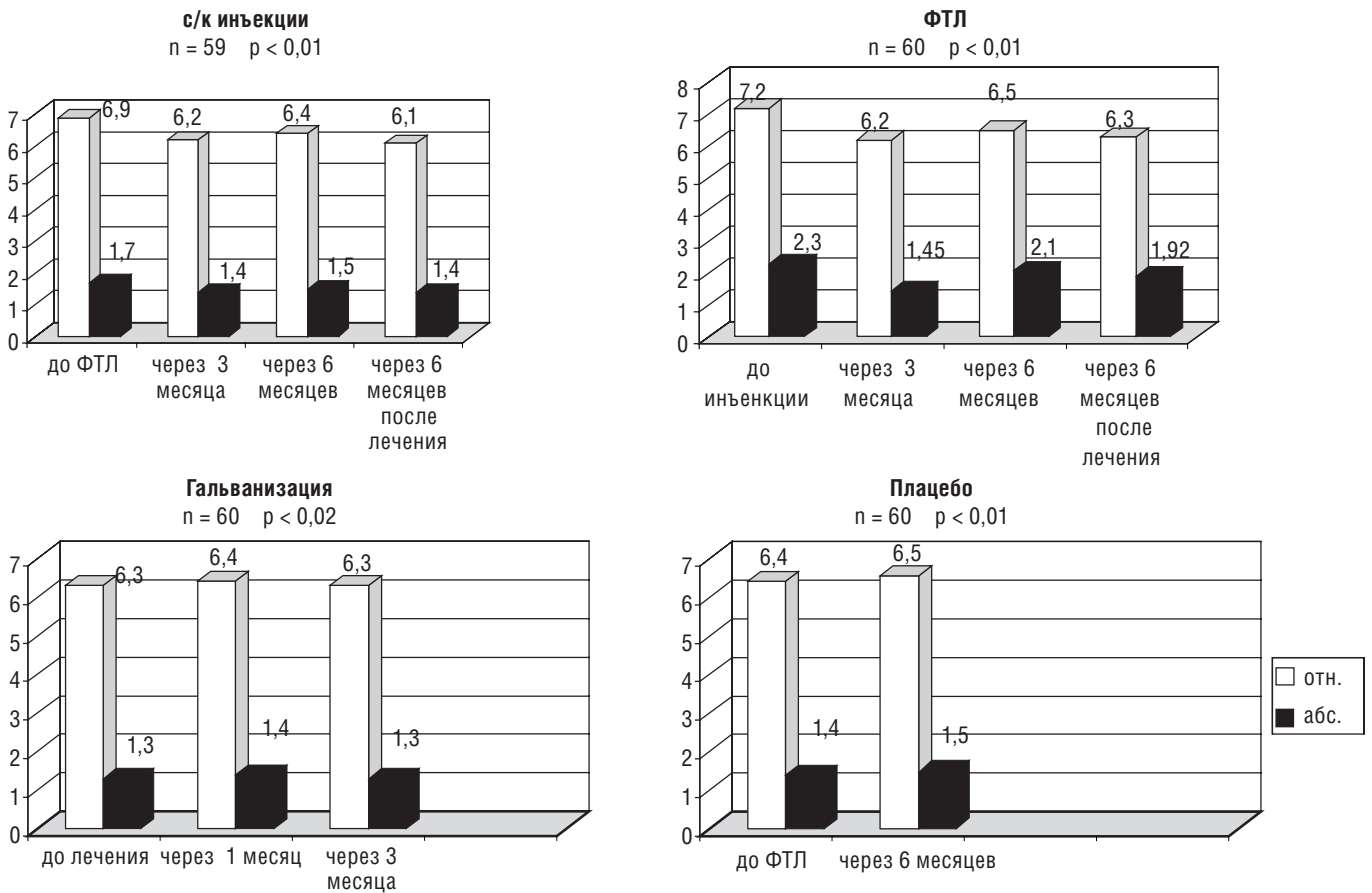 с/к инъекции
n = 59 p < 0,01
7
6
5
4
3
2
1
0
6,9
6,2
6,4
6,1
1,7
1,4
1,5
1,4
до ФТЛ
через 3
месяца
через 6
месяцев
через 6
месяцев
после
лечения
ФТЛ
n = 60 p < 0,01
8
7
6
5
4
3
2
1
0
7,2
6,2
6,5
6,3
2,3
1,45
2,1
1,92
до
инъенкции
через 3
месяца
через 6
месяцев
через 6
месяцев
после
лечения
Гальванизация
n = 60 p < 0,02
7
6
5
4
3
2
1
0
6,3
6,4
6,3
1,3
1,4
1,3
до лечения
через 1 месяц
через 3
месяца
Плацебо
n = 60 p < 0,01
7
6
5
4
3
2
1
0
6,4
6,5
1,4
1,5
до ФТЛ
через 6 месяцев
отн.
абс.